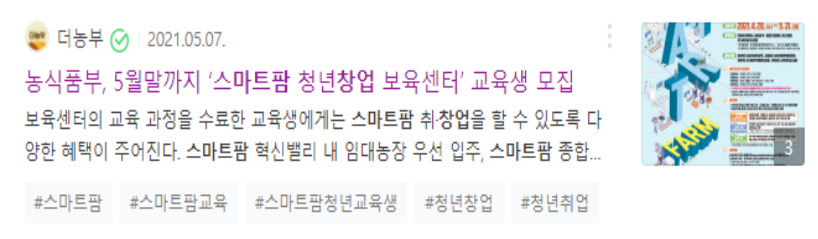 더농부 2021.05.07.
농식품부, 5월말까지 ‘스마트팜 청년창업 보육센터’ 교육생 모집
보육센터의 교육 과정을 수료한 교육생에게는 스마트팜 취·창업을 할 수 있도록 다
양한 혜택이 주어진다. 스마트팜 혁신밸리 내 임대농장 우선 입주, 스마트팜 종합...
#스마트팜 #스마트팜교육 #스마트팜청년교육생 #청년창업 #청년취업
FARM
3